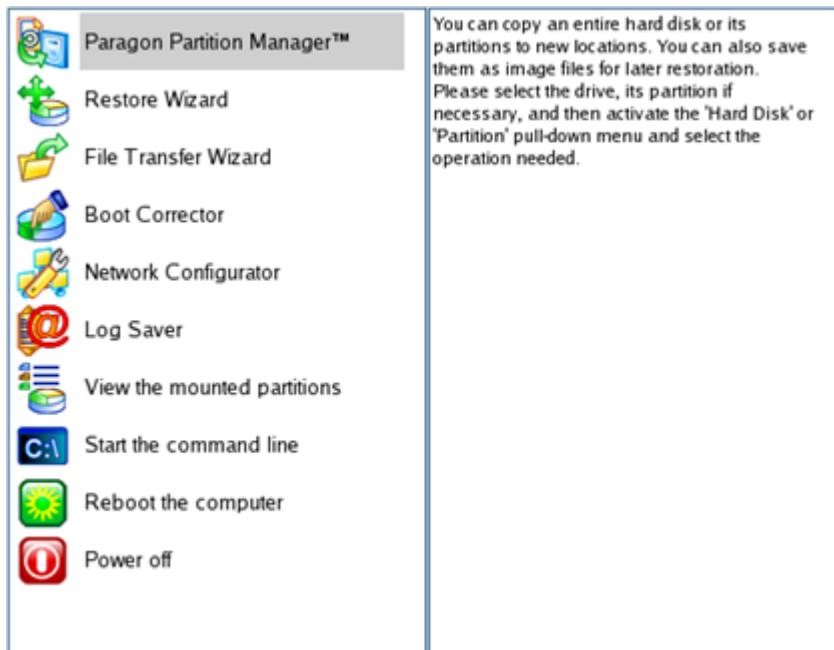 Paragon Partition Manager™
Restore Wizard
File Transfer Wizard
Boot Corrector
Network Configurator
@
Log Saver
View the mounted partitions
C:\
Start the command line
Reboot the computer
Power off
You can copy an entire hard disk or its
partitions to new locations. You can also save
them as image files for later restoration.
Please select the drive, its partition if
necessary, and then activate the 'Hard Disk' or
'Partition' pull-down menu and select the
operation needed.